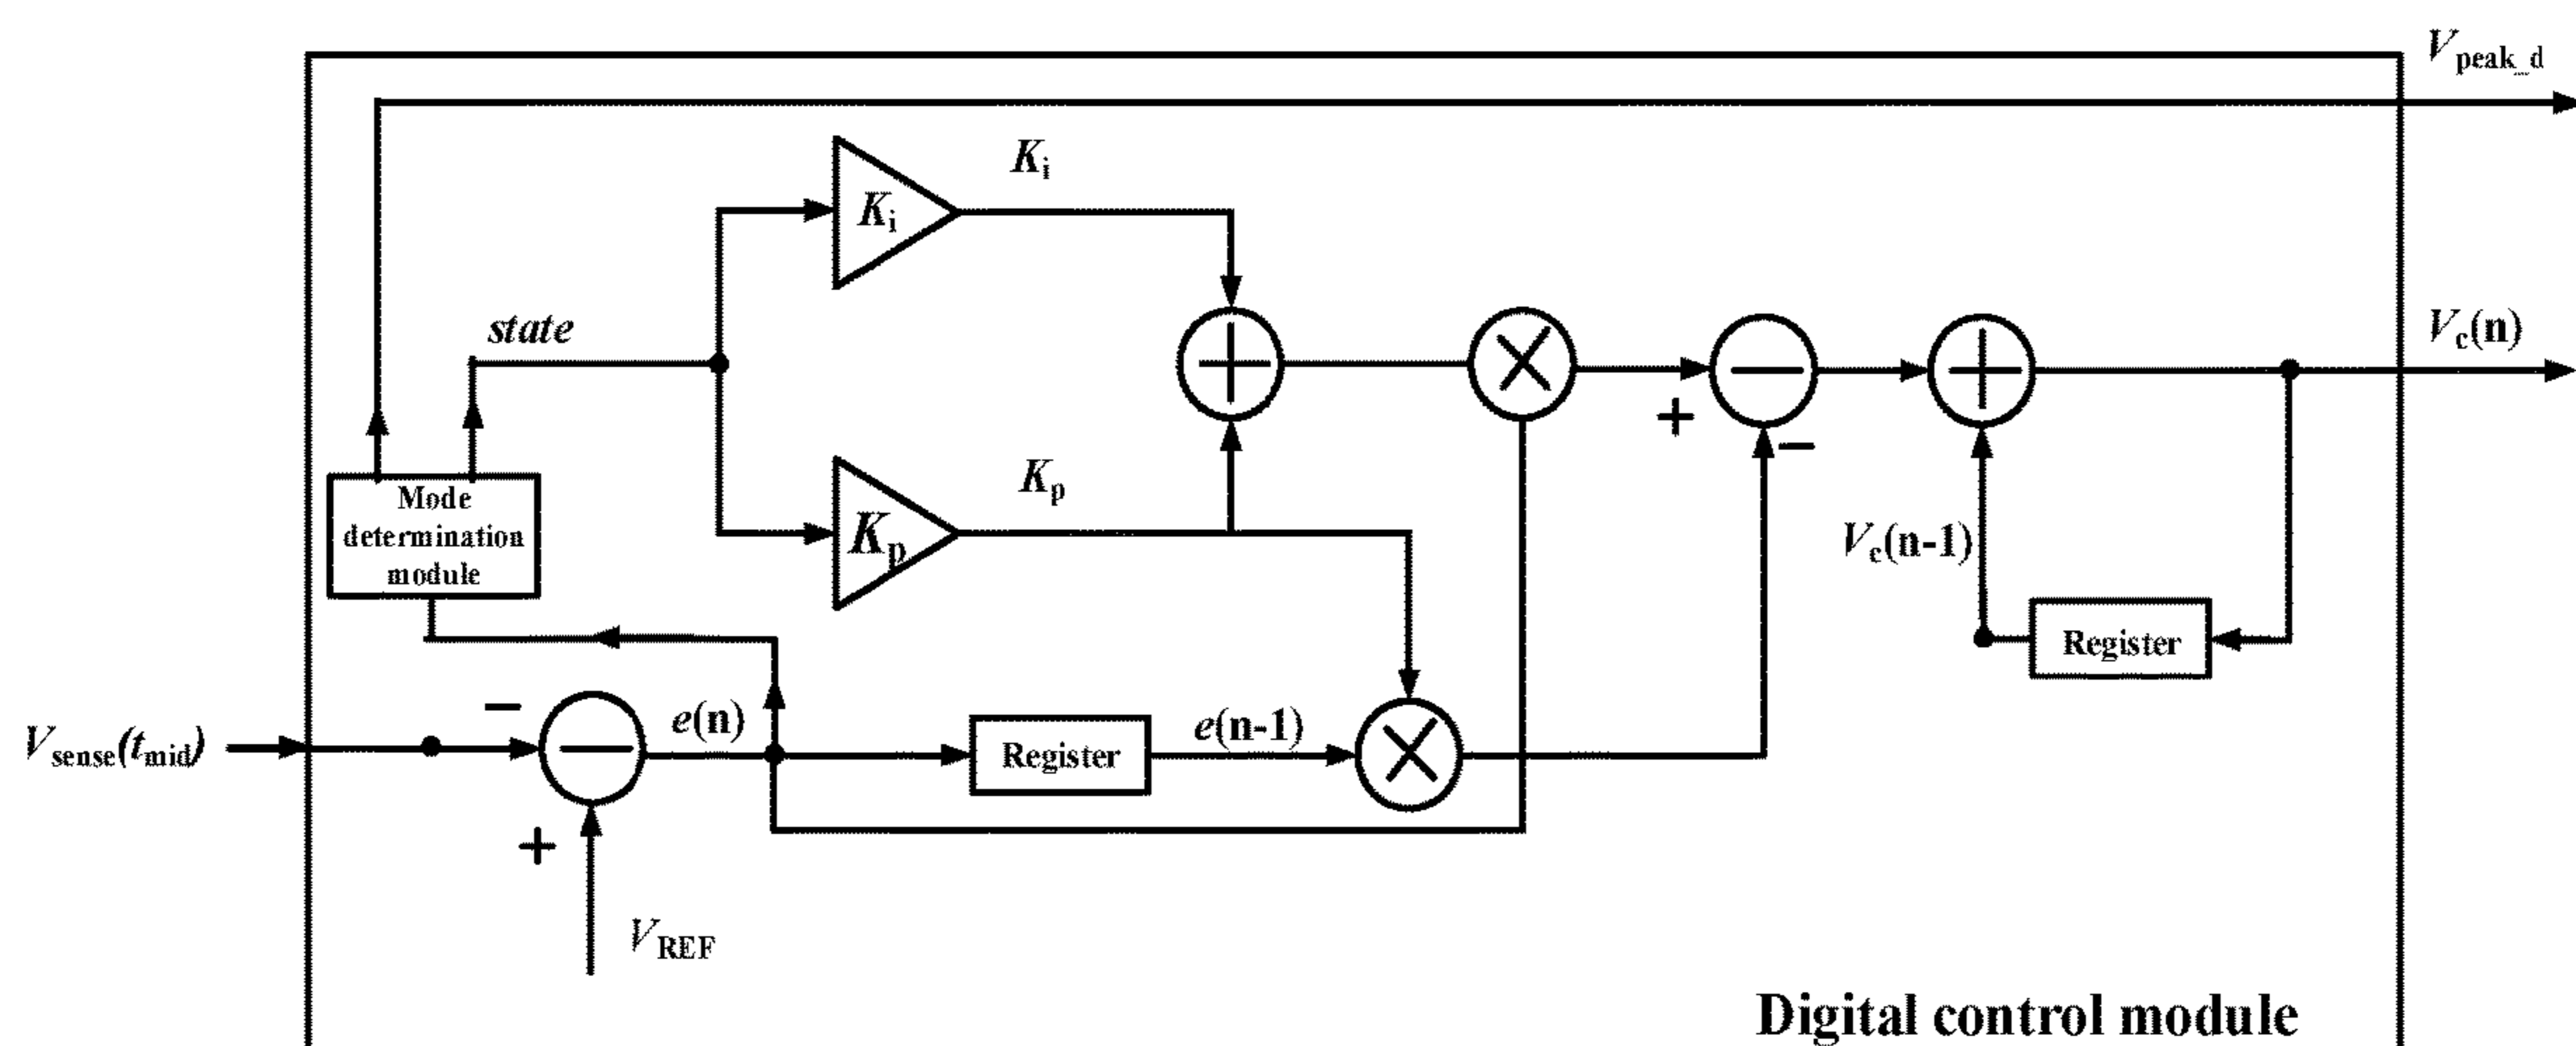 V_peak_d
K_i
K_i
state
V_c(n)
K_p
K_p
Mode
determination
module
V_c(n-1)
Register
+
−
−
V_sense(t_mid)
e(n)
Register
e(n-1)
+
V_REF
Digital control module